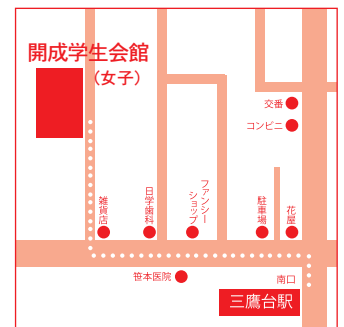 開成学生会館
（女子）
交番
コンビニ
雑貨店
日学歯科
ファンシー
ショップ
駐車場
花屋
笹本医院
南口
三鷹台駅